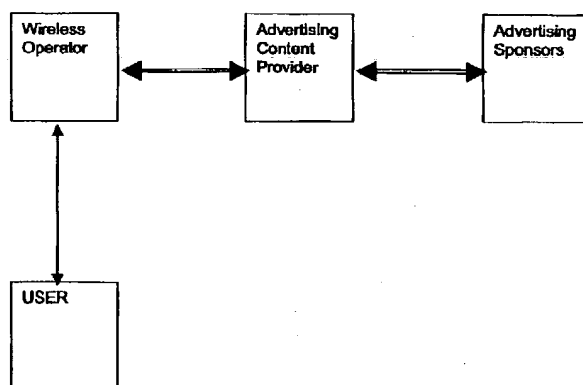 Wireless
Operator
Advertising
Content
Provider
Advertising
Sponsors
USER